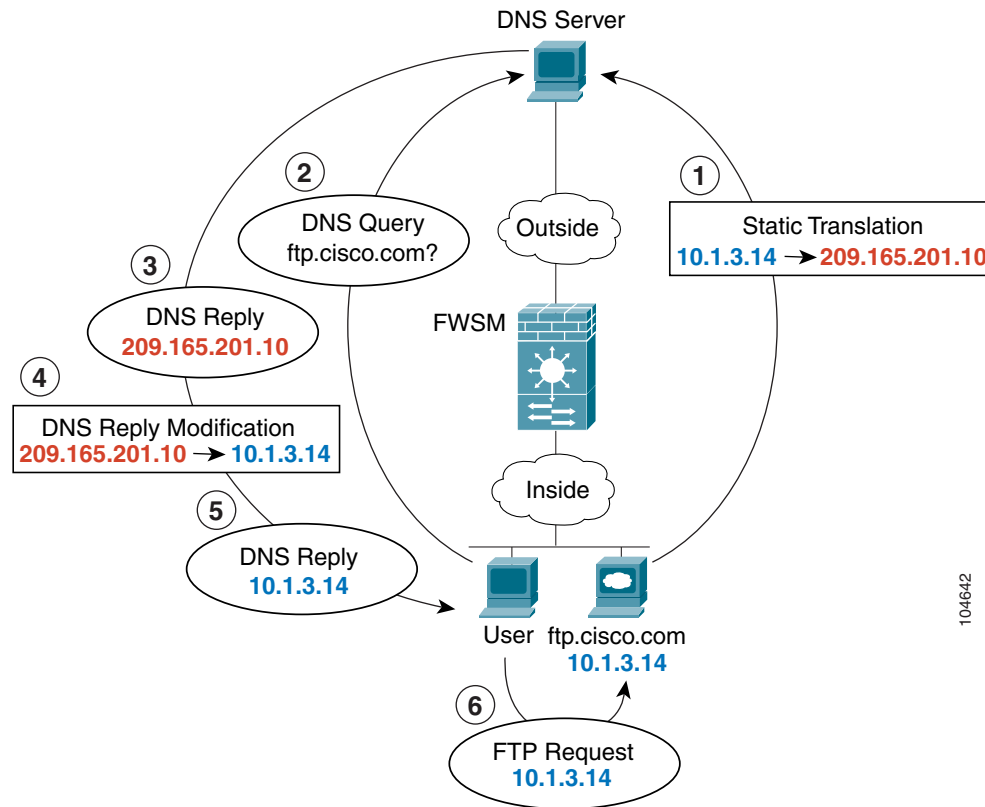 DNS Server
1
Static Translation
10.1.3.14 209.165.201.10
2
DNS Query
ftp.cisco.com?
Outside
3
DNS Reply
209.165.201.10
FWSM
4
DNS Reply Modification
209.165.201.10 10.1.3.14
Inside
5
DNS Reply
10.1.3.14
User
ftp.cisco.com
10.1.3.14
6
FTP Request
10.1.3.14
104642